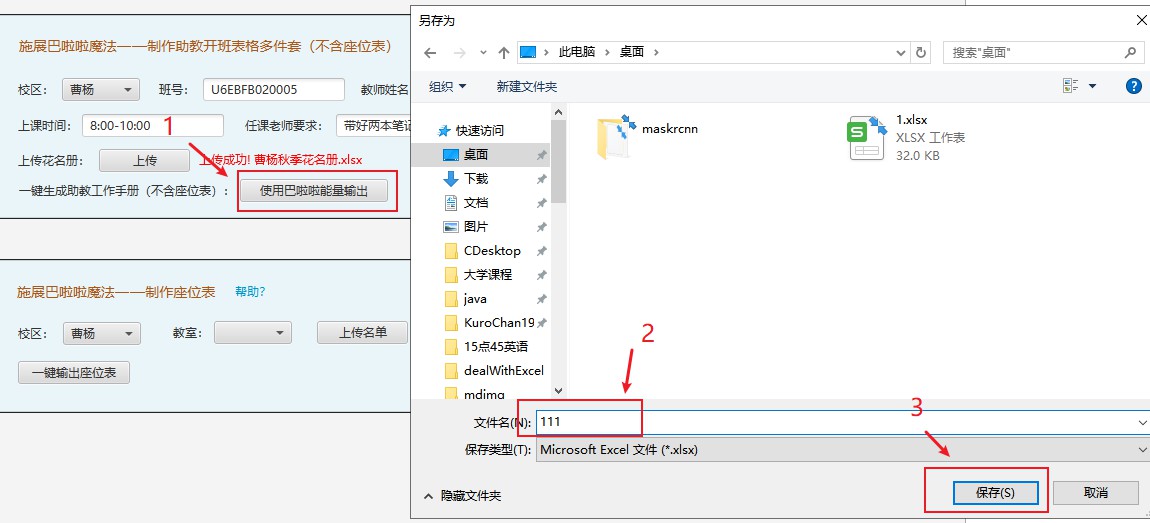 施展巴啦啦魔法——制作助教开班表格多件套（不含座位表）
校区： 曹杨 班号： U6EBFB020005 教师姓名
上课时间： 8:00-10:00 1 任课老师要求： 带好两本笔记
上传花名册： 上传 上传成功! 曹杨秋季花名册.xlsx
一键生成助教工作手册（不含座位表）: 使用巴啦啦能量输出
施展巴啦啦魔法——制作座位表 帮助?
校区： 曹杨 教室： 上传名单
一键输出座位表
另存为
此电脑 桌面 搜索"桌面"
组织 新建文件夹
快速访问
桌面
下载
文档
图片
CDesktop
大学课程
java
KuroChan19
15点45英语
dealWithExcel
mdimg
maskrcnn
1.xlsx
XLSX 工作表
32.0 KB
2
文件名(N): 111
保存类型(T): Microsoft Excel 文件 (*.xlsx)
3
隐藏文件夹 保存(S) 取消